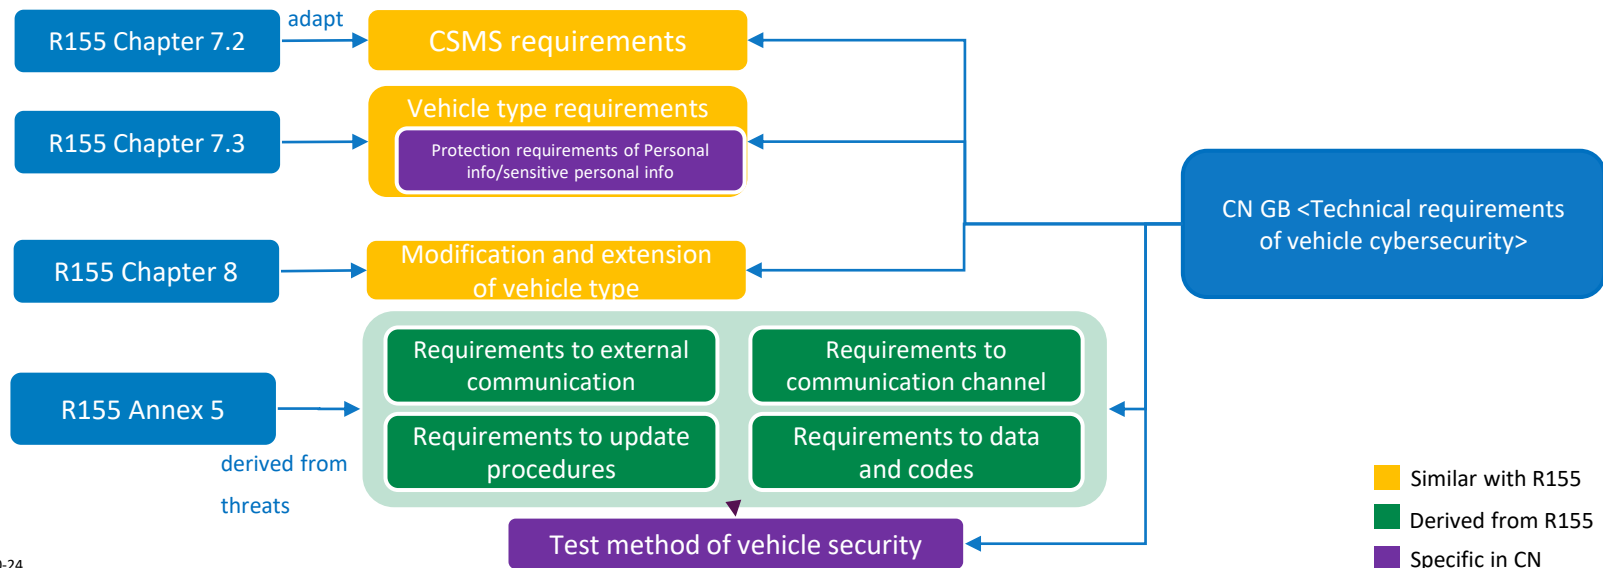 R155 Chapter 7.2
adapt
CSMS requirements
R155 Chapter 7.3
Vehicle type requirements
Protection requirements of Personal
info/sensitive personal info
CN GB <Technical requirements
of vehicle cybersecurity>
R155 Chapter 8
Modification and extension
of vehicle type
R155 Annex 5
derived from
threats
Requirements to external
communication
Requirements to
communication channel
Requirements to update
procedures
Requirements to data
and codes
Test method of vehicle security
Similar with R155
Derived from R155
Specific in CN